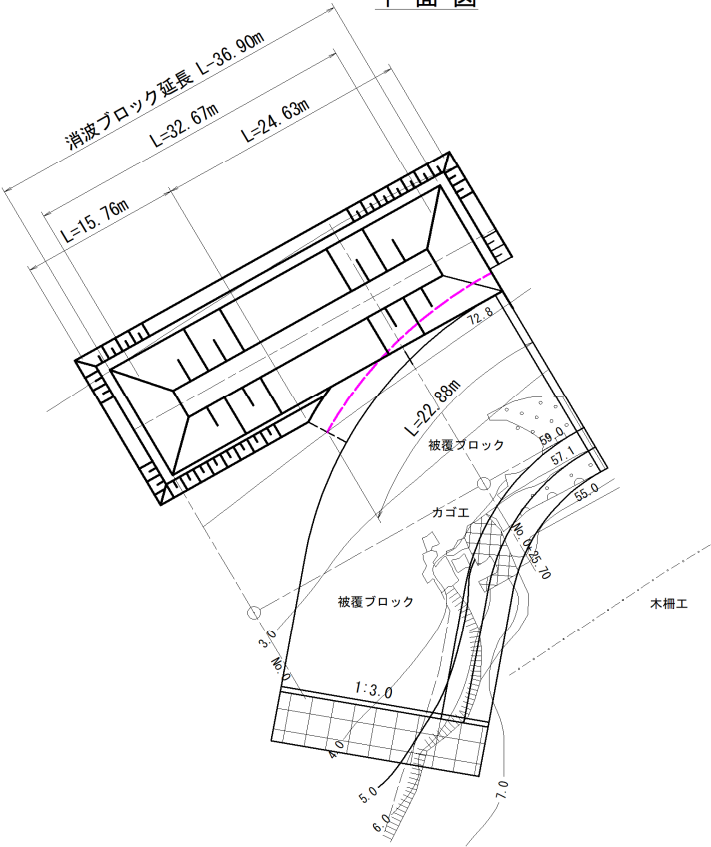 平面図
消波ブロック延長 L-36.90m
L=32.67m
L=24.63m
L=15.76m
72.8
L=22.88m
被覆ブロック
59.0
57.1
55.0
カゴエ
No.0+25.70
被覆ブロック
木柵工
3.0
No.0
1:3.0
4.0
5.0
6.0
7.0